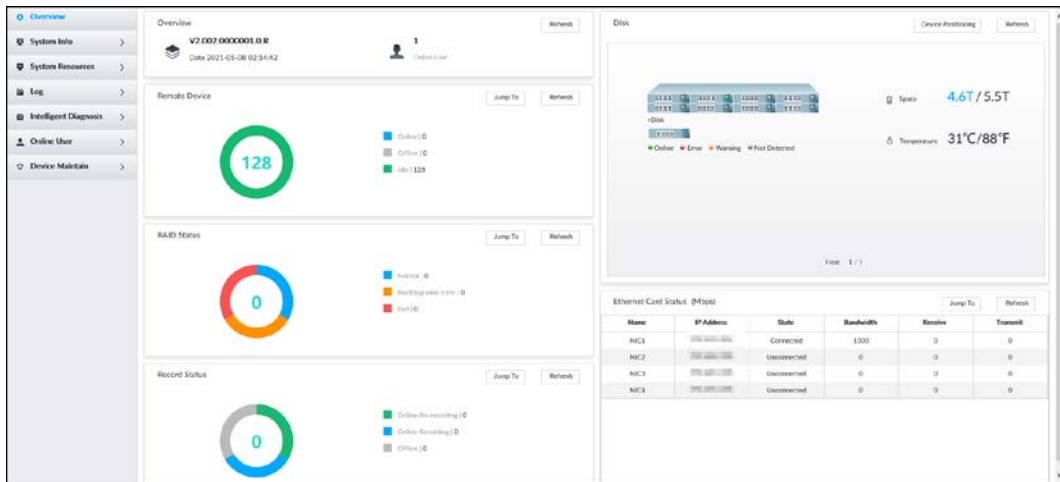 Overview
System Info
System Resources
Log
Intelligent Diagnosis
Online User
Device Maintain
Overview
Refresh
V2.002.0000001.0.R
Date 2021-05-08 02:14:42
1
Online User
Remote Device
Jump To
Refresh
128
Online | 0
Offline | 0
Idle | 128
RAID Status
Jump To
Refresh
0
Normal | 0
0
Record Status
Jump To
Refresh
0
Online No-recording | 0
Online Recording | 0
Offline | 0
Disk
Device Positioning
Refresh
Disk
Online Error Warning Not Detected
Space 4.6T / 5.5T
Temperature 31℃/88℉
1 / 1
Ethernet Card Status (Mbps)
Jump To
Refresh
Name IP Address State Bandwidth Receive Transmit
NIC1 Connected 1000 0 0
NIC2 Unconnected 0 0 0
NIC3 Unconnected 0 0 0
NIC4 Unconnected 0 0 0